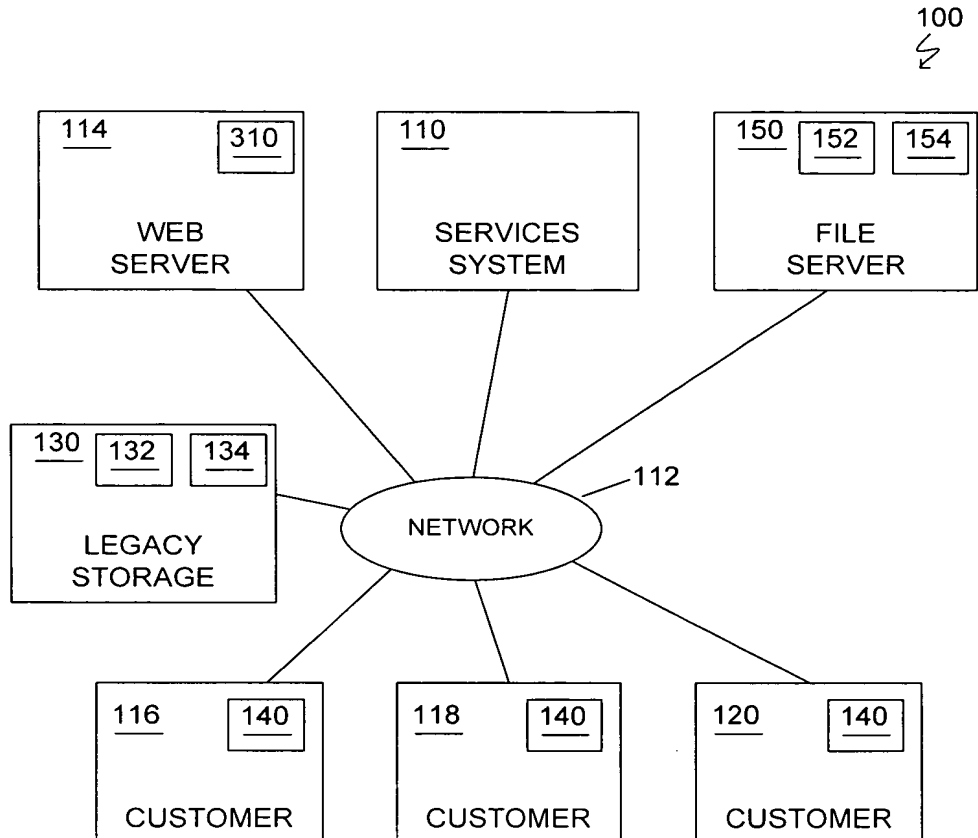 100
114 310
WEB
SERVER
110
SERVICES
SYSTEM
150 152 154
FILE
SERVER
130 132 134
LEGACY
STORAGE
NETWORK
112
116 140
CUSTOMER
118 140
CUSTOMER
120 140
CUSTOMER